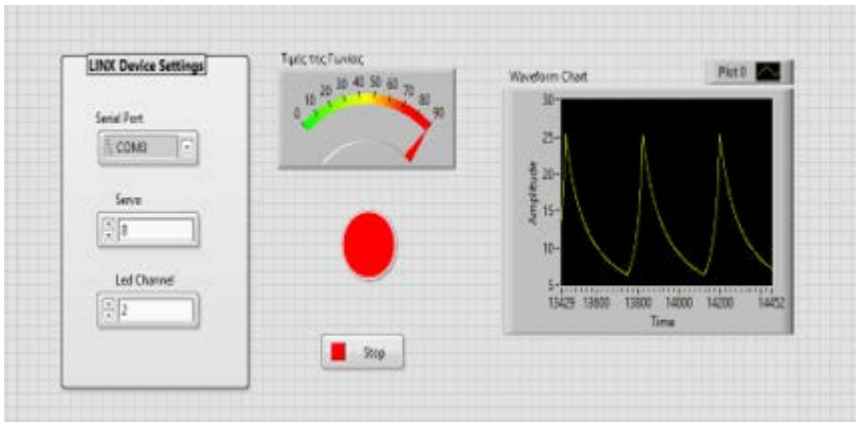 LINX Device Settings
Serial Port
COM3
Servo
8
Led Channel
2
Τιμές της Γωνίας
0 10 20 30 40 50 60 70 80 90
Stop
Waveform Chart
Plot 0
Amplitude
30
25
20
15
10
5
13429 13600 13800 14000 14200 14452
Time